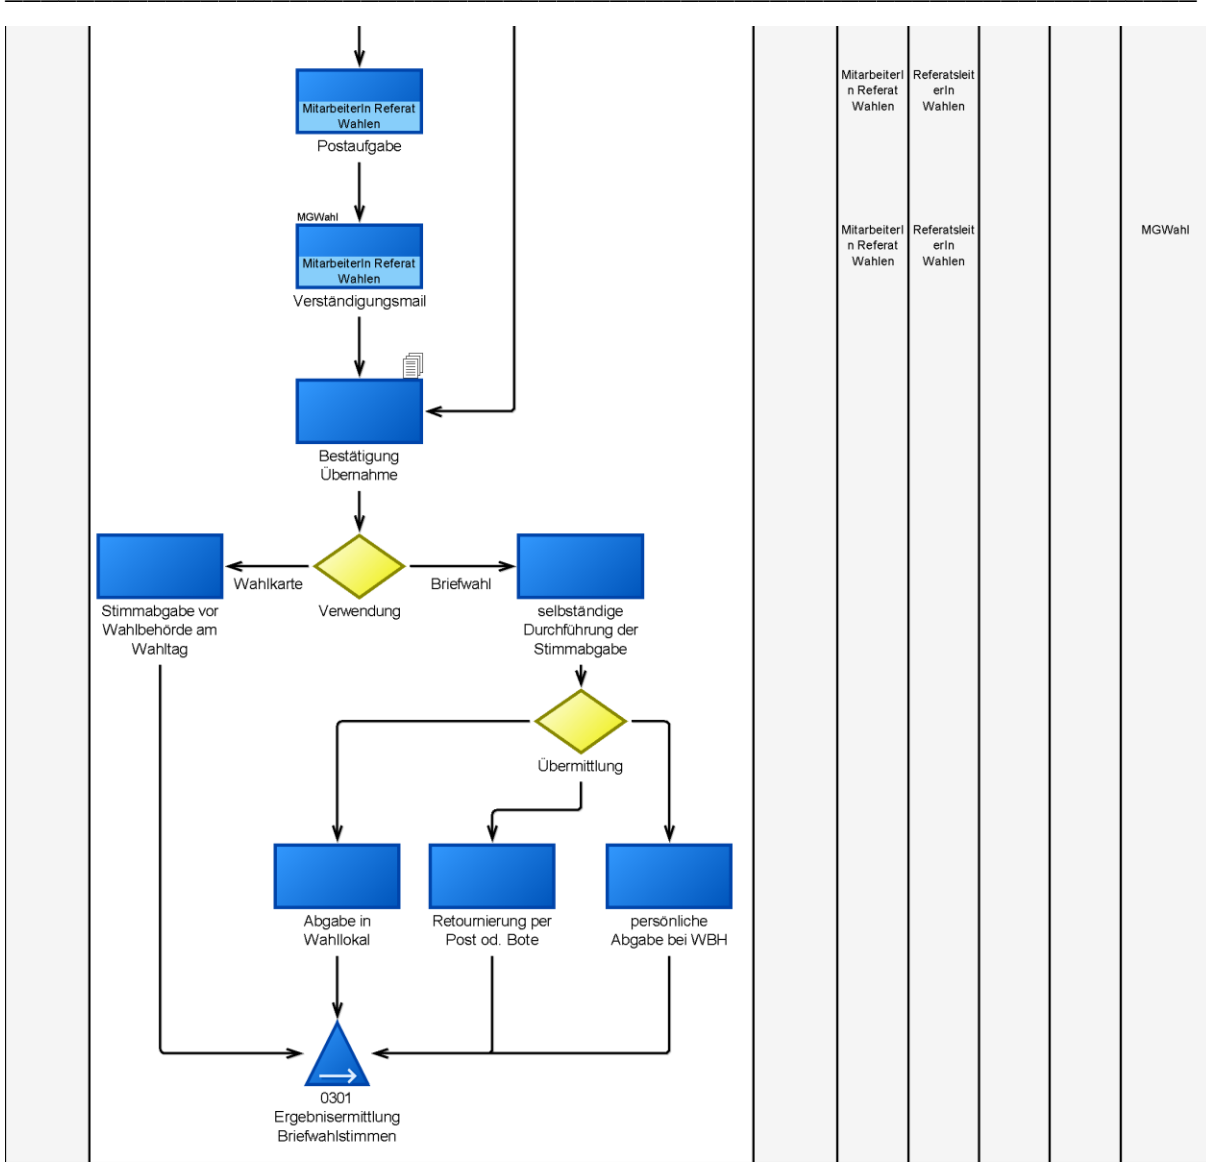 MitarbeiterIn Referat
Wahlen
Postaufgabe
MitarbeiterI
n Referat
Wahlen
Referatsleit
erIn
Wahlen
MGWahl
MitarbeiterIn Referat
Wahlen
Verständigungsmail
MitarbeiterI
n Referat
Wahlen
Referatsleit
erIn
Wahlen
MGWahl
Bestätigung
Übernahme
Wahlkarte
Verwendung
Briefwahl
Stimmabgabe vor
Wahlbehörde am
Wahltag
selbständige
Durchführung der
Stimmabgabe
Übermittlung
Abgabe in
Wahllokal
Retournierung per
Post od. Bote
persönliche
Abgabe bei WBH
0301
Ergebnisermittlung
Briefwahlstimmen